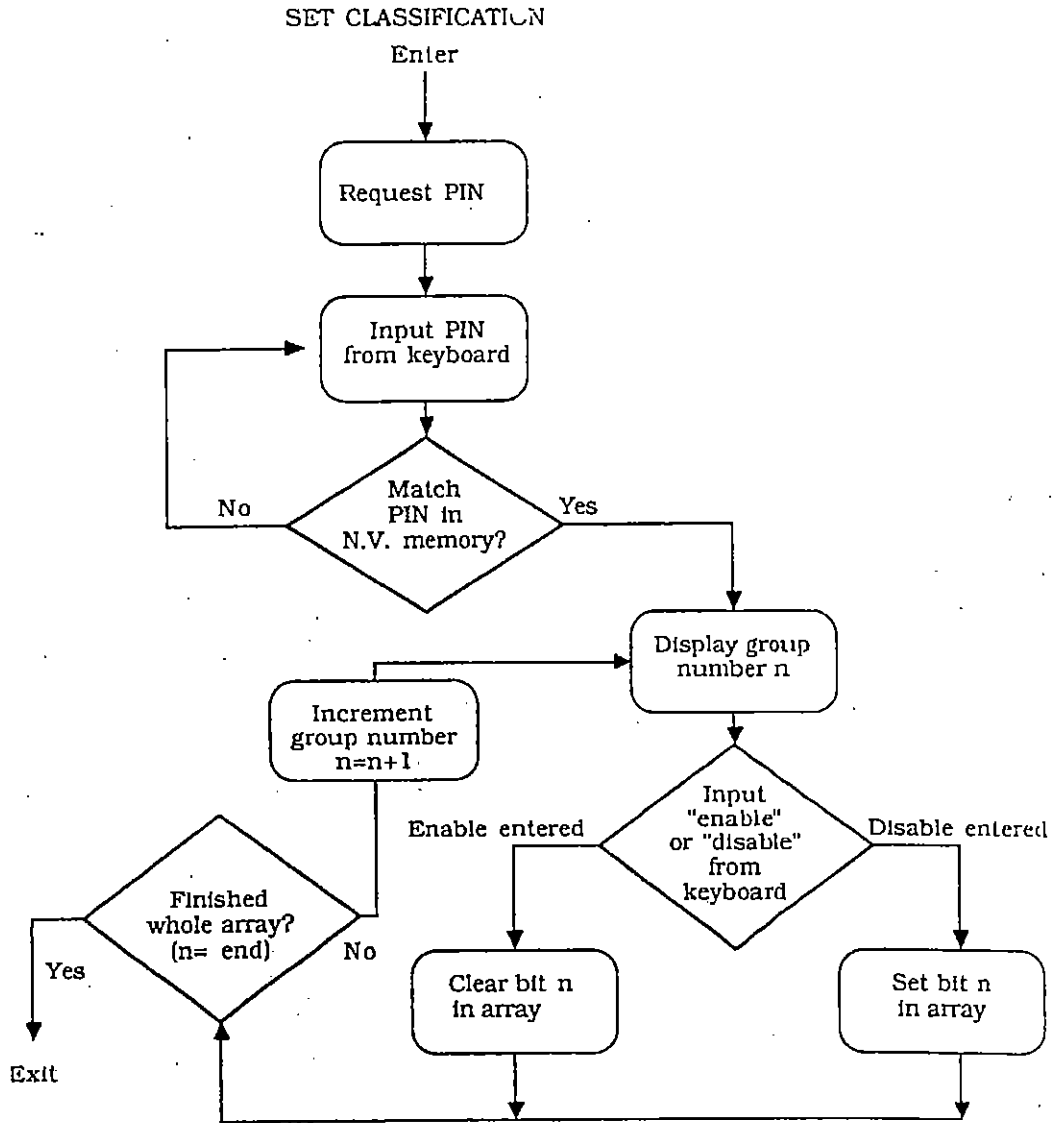 SET CLASSIFICATION
Enter
Request PIN
Input PIN
from keyboard
Match
PIN in
N.V. memory?
No
Yes
Display group
number n
Increment
group number
n=n+1
Input
"enable"
or "disable"
from
keyboard
Enable entered
Disable entered
Finished
whole array?
(n= end)
No
Yes
Clear bit n
in array
Set bit n
in array
Exit